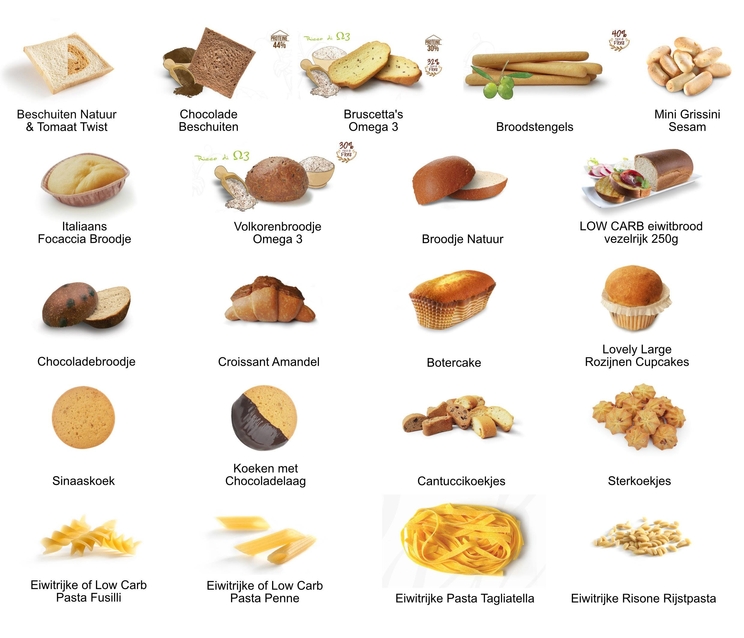 PROTEINE
44%
Ricco di Ω3
PROTEINE
30%
32%
FIBRE
40%
FIBRE
Beschuiten Natuur
& Tomaat Twist
Chocolade
Beschuiten
Bruscetta's
Omega 3
Broodstengels
Mini Grissini
Sesam
Ricco di Ω3
30%
FIBRE
Italiaans
Focaccia Broodje
Volkorenbroodje
Omega 3
Broodje Natuur
LOW CARB eiwitbrood
vezelrijk 250g
Chocoladebroodje
Croissant Amandel
Botercake
Lovely Large
Rozijnen Cupcakes
Sinaaskoek
Koeken met
Chocoladelaag
Cantuccikoekjes
Sterkoekjes
Eiwitrijke of Low Carb
Pasta Fusilli
Eiwitrijke of Low Carb
Pasta Penne
Eiwitrijke Pasta Tagliatella
Eiwitrijke Risone Rijstpasta